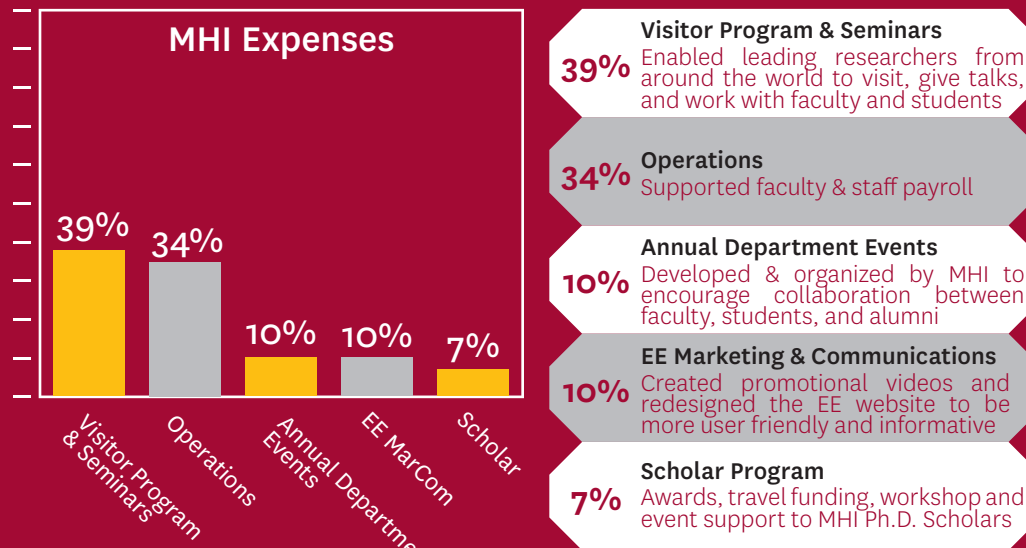 MHI Expenses
39%
34%
10%
10%
7%
Visitor Program
& Seminars
Operations
Annual Departme
Events
EE MarCom
Scholar
Visitor Program & Seminars
39%
Enabled leading researchers from
around the world to visit, give talks,
and work with faculty and students
Operations
34%
Supported faculty & staff payroll
Annual Department Events
10%
Developed & organized by MHI to
encourage collaboration between
faculty, students, and alumni
EE Marketing & Communications
10%
Created promotional videos and
redesigned the EE website to be
more user friendly and informative
Scholar Program
7%
Awards, travel funding, workshop and
event support to MHI Ph.D. Scholars